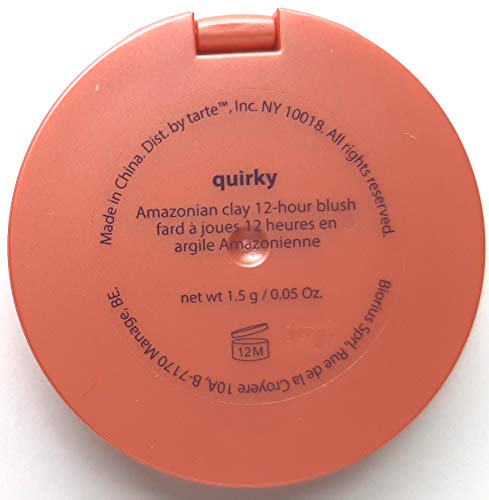 Made in China. Dist. by tarte™, Inc. NY 10018. All rights reserved.
quirky
Amazonian clay 12-hour blush
fard à joues 12 heures en
argile Amazonienne
net wt 1.5 g / 0.05 Oz.
12M
Biorius Sprl, Rue de la Croyere 10A, B-7170 Manage, BE.